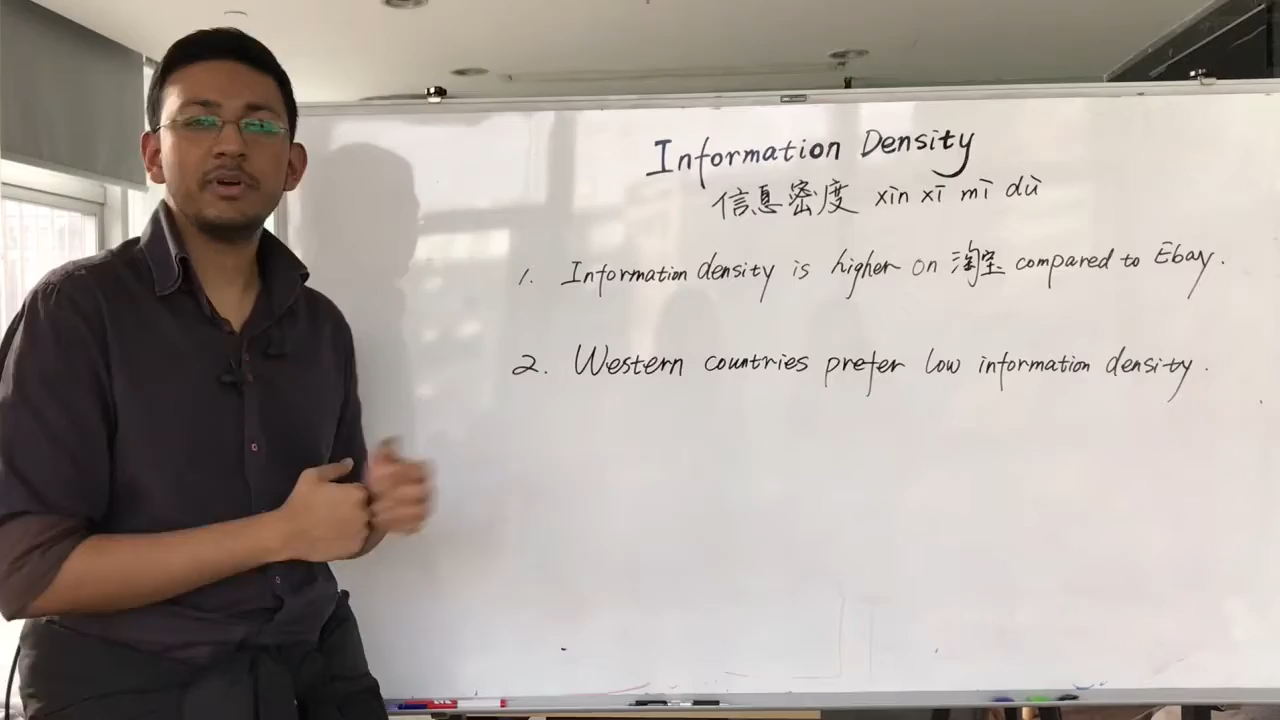 Information Density
信息密度 xìn xī mì dù
1. Information density is higher on 淘宝 compared to Ebay.
2. Western countries prefer low information density.